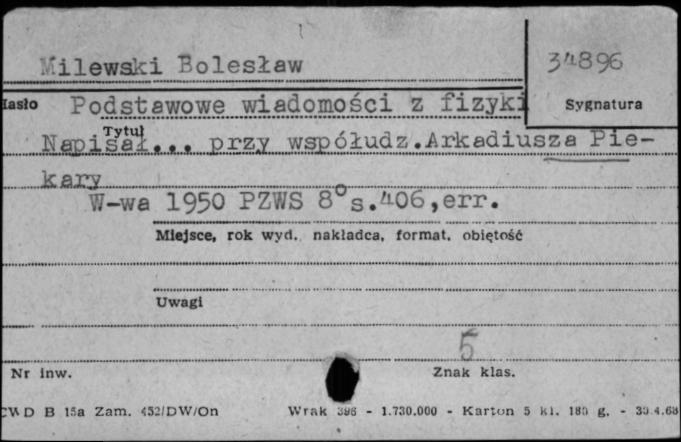 Milewski Bolesław
34896
Hasło
Podstawowe wiadomości z fizyki
Sygnatura
Tytuł
Napisał... przy współudz.Arkadiusza Pie-
kary
W-wa 1950 PZWS 8° s.406,err.
Miejsce, rok wyd., nakładca, format, objętość
Uwagi
5
Nr inw.
Znak klas.
CWD B 15a Zam. 452/DW/On Wrak 396 - 1.730.000 - Karton 5 kl. 180 g. - 30.4.68